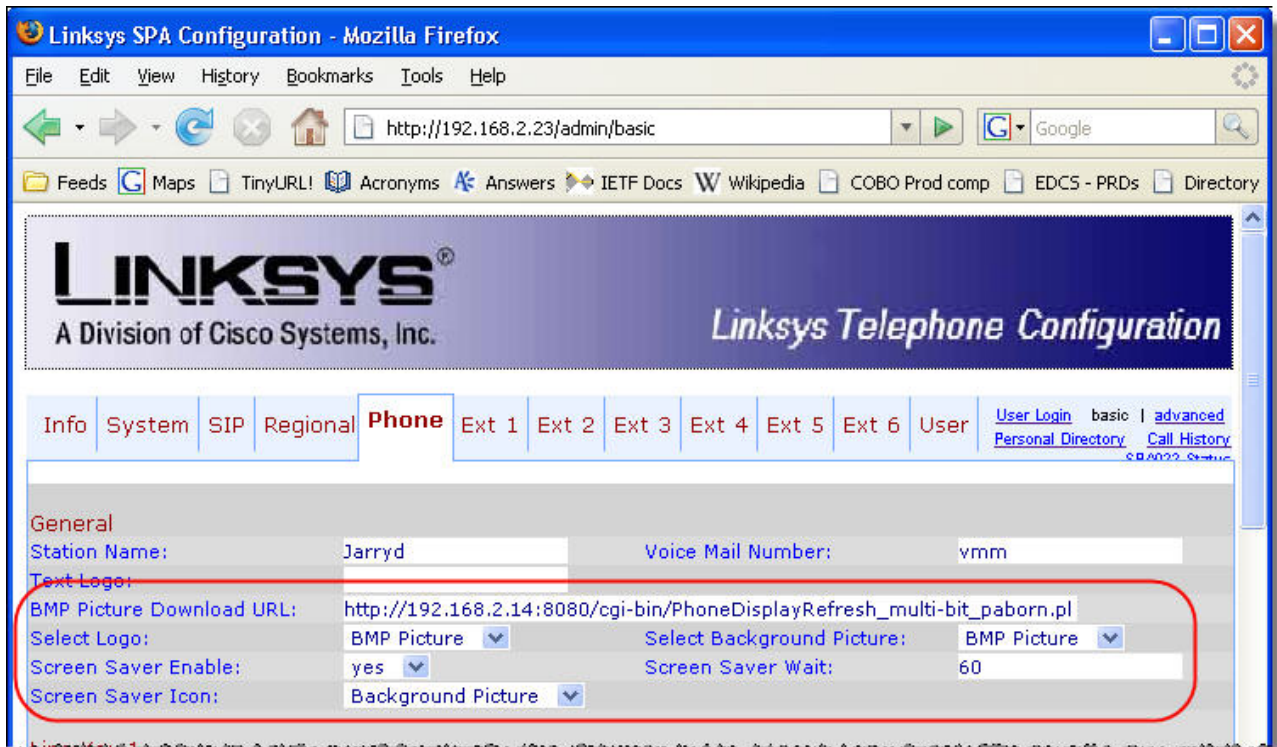 Linksys SPA Configuration - Mozilla Firefox
File Edit View History Bookmarks Tools Help
http://192.168.2.23/admin/basic G Google
Feeds Maps TinyURL! Acronyms Answers IETF Docs W Wikipedia COBO Prod comp EDCS - PRDs Directory
LINKSYS®
A Division of Cisco Systems, Inc.
Linksys Telephone Configuration
Info System SIP Regional Phone Ext 1 Ext 2 Ext 3 Ext 4 Ext 5 Ext 6 User
User Login basic | advanced
Personal Directory Call History
General
Station Name: Jarryd Voice Mail Number: vmm
Text Logo:
BMP Picture Download URL: http://192.168.2.14:8080/cgi-bin/PhoneDisplayRefresh_multi-bit_paborn.pl
Select Logo: BMP Picture Select Background Picture: BMP Picture
Screen Saver Enable: yes Screen Saver Wait: 60
Screen Saver Icon: Background Picture